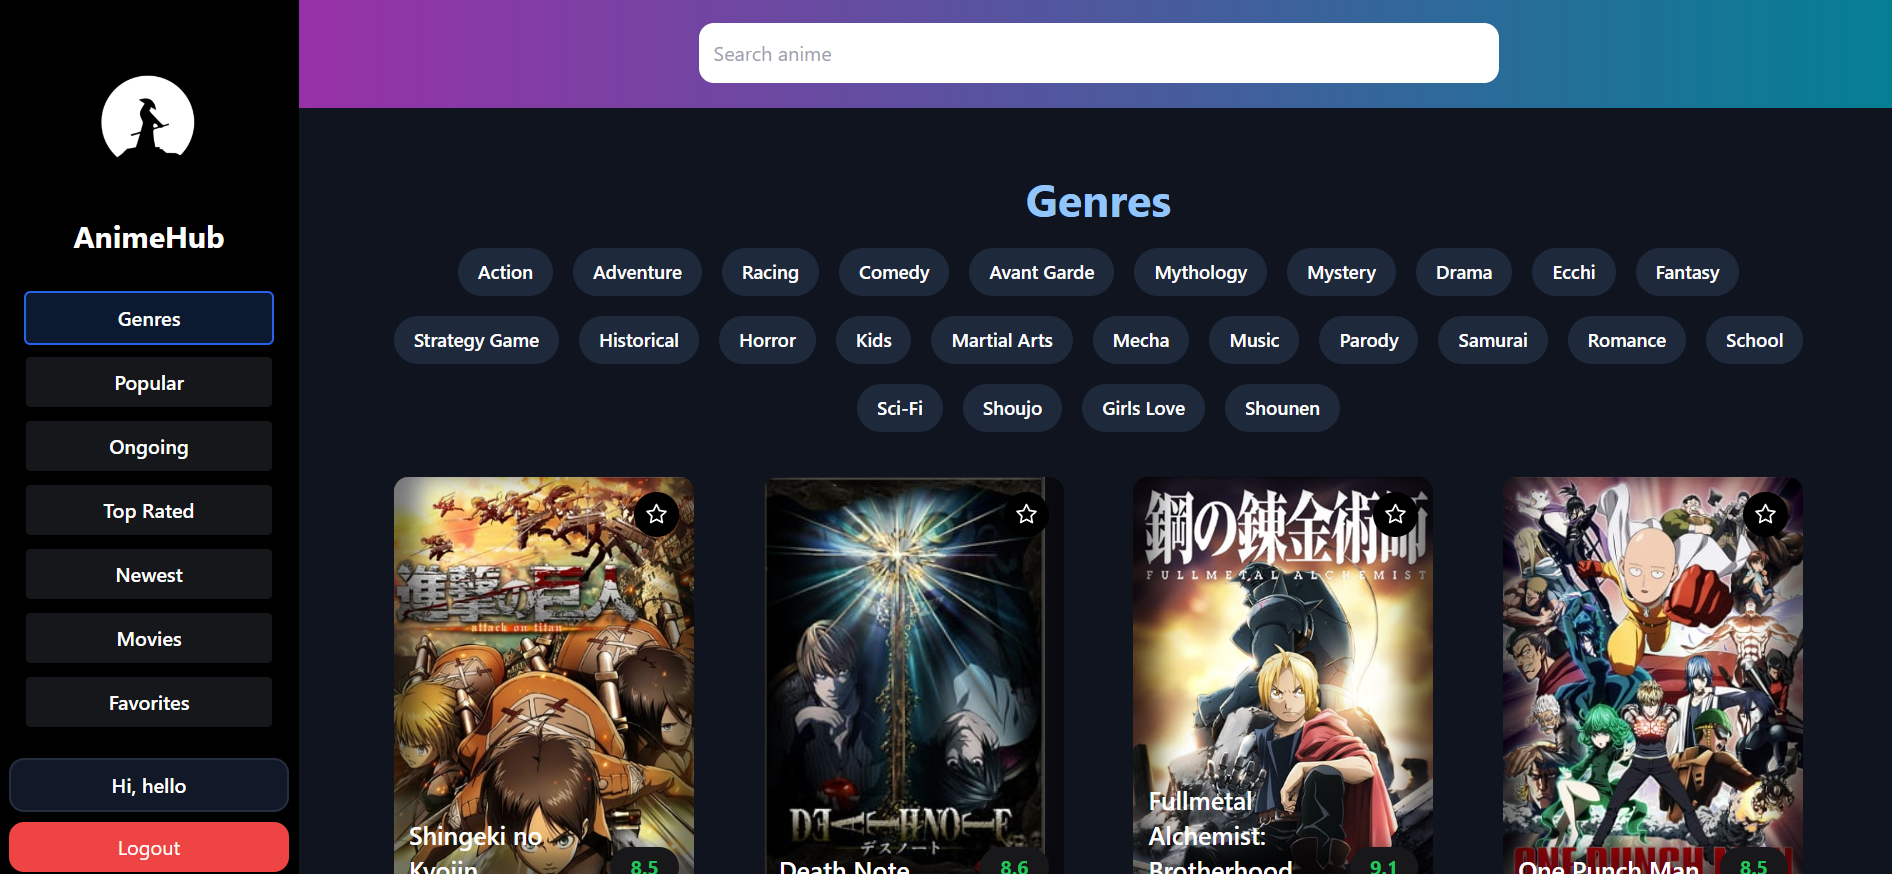 AnimeHub
Genres
Popular
Ongoing
Top Rated
Newest
Movies
Favorites
Hi, hello
Logout
Search anime
Genres
Action Adventure Racing Comedy Avant Garde Mythology Mystery Drama Ecchi Fantasy
Strategy Game Historical Horror Kids Martial Arts Mecha Music Parody Samurai Romance School
Sci-Fi Shoujo Girls Love Shounen
進撃の巨人
attack on titan
Shingeki no
Kyojin
8.5
DEATH NOTE
デスノート
Death Note
8.6
鋼の錬金術師
FULLMETAL ALCHEMIST
Fullmetal
Alchemist:
Brotherhood
9.1
ONE PUNCH MAN
One Punch Man
8.5